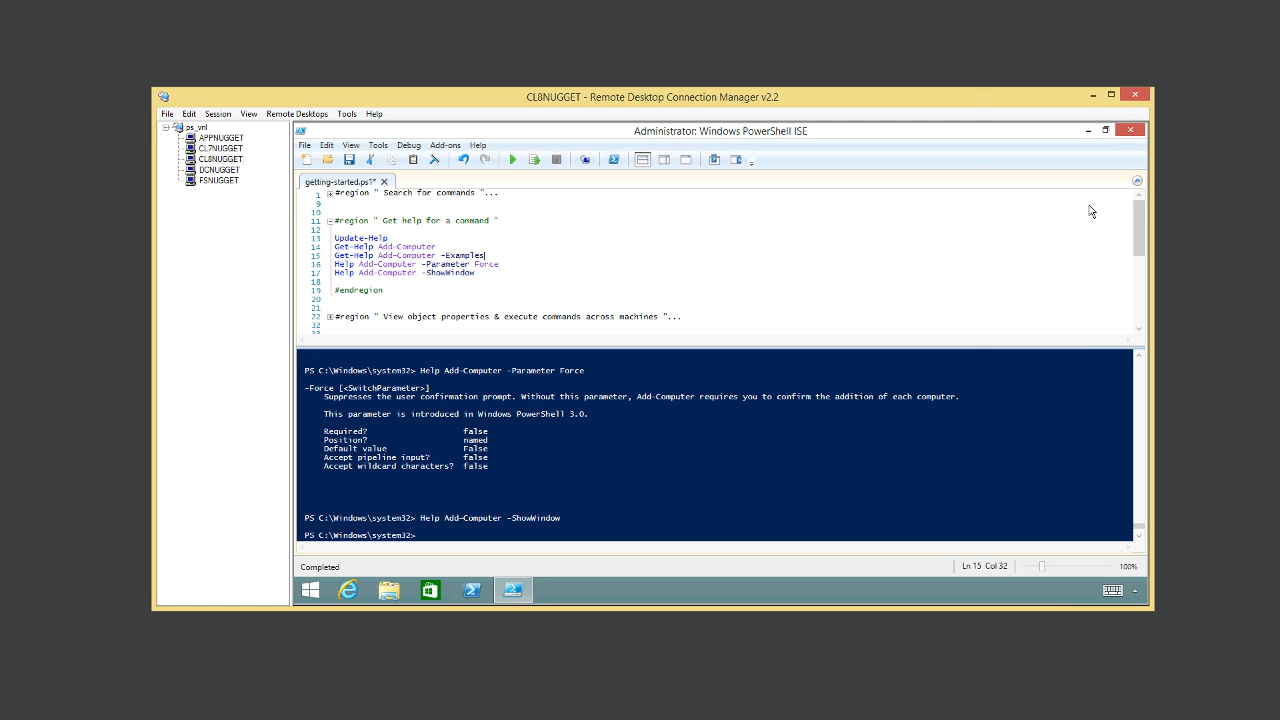 CL8NUGGET - Remote Desktop Connection Manager v2.2
File Edit Session View Remote Desktops Tools Help
ps_vnl
APPNUGGET
CL7NUGGET
CL8NUGGET
DCNUGGET
FSNUGGET
Administrator: Windows PowerShell ISE
File Edit View Tools Debug Add-ons Help
getting-started.ps1*
1 #region " Search for commands "...
9
10
11 #region " Get help for a command "
12
13 Update-Help
14 Get-Help Add-Computer
15 Get-Help Add-Computer -Examples
16 Help Add-Computer -Parameter Force
17 Help Add-Computer -ShowWindow
18
19 #endregion
20
21
22 #region " View object properties & execute commands across machines "...
32
PS C:\Windows\system32> Help Add-Computer -Parameter Force
-Force [<SwitchParameter>]
Suppresses the user confirmation prompt. Without this parameter, Add-Computer requires you to confirm the addition of each computer.
This parameter is introduced in Windows PowerShell 3.0.
Required? false
Position? named
Default value False
Accept pipeline input? false
Accept wildcard characters? false
PS C:\Windows\system32> Help Add-Computer -ShowWindow
PS C:\Windows\system32>
Completed
Ln 15 Col 32
100%